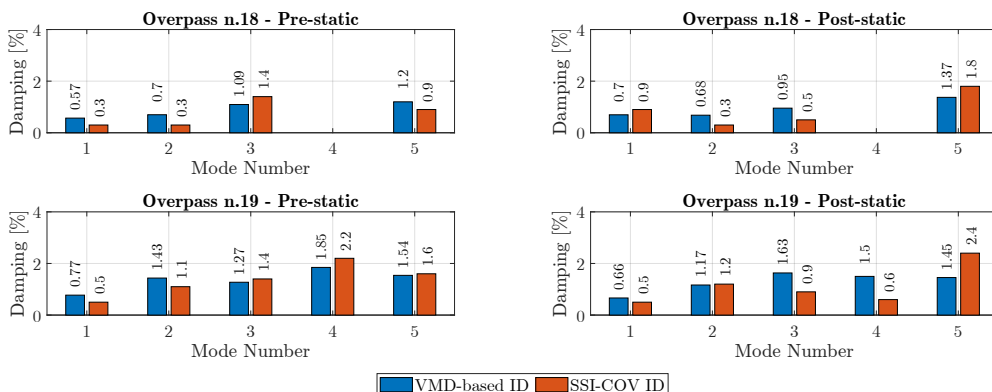 Overpass n.18 - Pre-static
Damping [%]
4
2
0
0.57
0.3
0.7
0.3
1.09
1.4
1.2
0.9
1 2 3 4 5
Mode Number
Overpass n.18 - Post-static
Damping [%]
4
2
0
0.7
0.9
0.68
0.3
0.95
0.5
1.37
1.8
1 2 3 4 5
Mode Number
Overpass n.19 - Pre-static
Damping [%]
4
2
0
0.77
0.5
1.43
1.1
1.27
1.4
1.85
2.2
1.54
1.6
1 2 3 4 5
Mode Number
Overpass n.19 - Post-static
Damping [%]
4
2
0
0.66
0.5
1.17
1.2
1.63
0.9
1.5
0.6
1.45
2.4
1 2 3 4 5
Mode Number
VMD-based ID SSI-COV ID